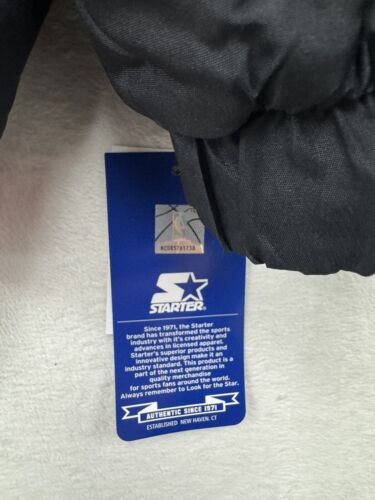 STARTER
Since 1971, the Starter
brand has transformed the sports
industry with it's creativity and
advances in licensed apparel.
Starter's superior products and
innovative design make it an
industry standard. This product is a
part of the next generation in
quality merchandise
for sports fans around the world.
Always remember to Look for the Star.
AUTHENTIC SINCE 1971
ESTABLISHED NEW HAVEN, CT